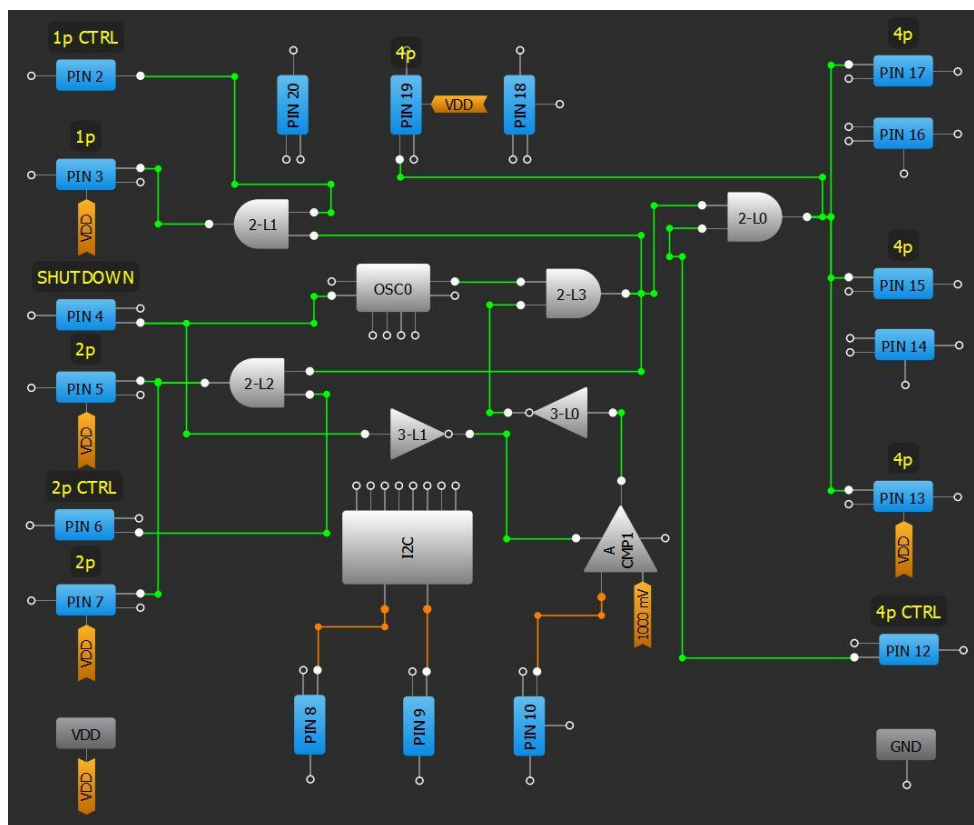 1p CTRL
PIN 2
PIN 20
4p
PIN 19
VDD
PIN 18
4p
PIN 17
PIN 16
1p
PIN 3
VDD
2-L1
2-L0
SHUTDOWN
PIN 4
OSC0
2-L3
4p
PIN 15
PIN 14
2p
PIN 5
VDD
2-L2
3-L1
3-L0
4p
PIN 13
VDD
2p CTRL
PIN 6
I2C
A
CMP1
1000 mV
2p
PIN 7
VDD
4p CTRL
PIN 12
PIN 8
PIN 9
PIN 10
VDD
VDD
GND